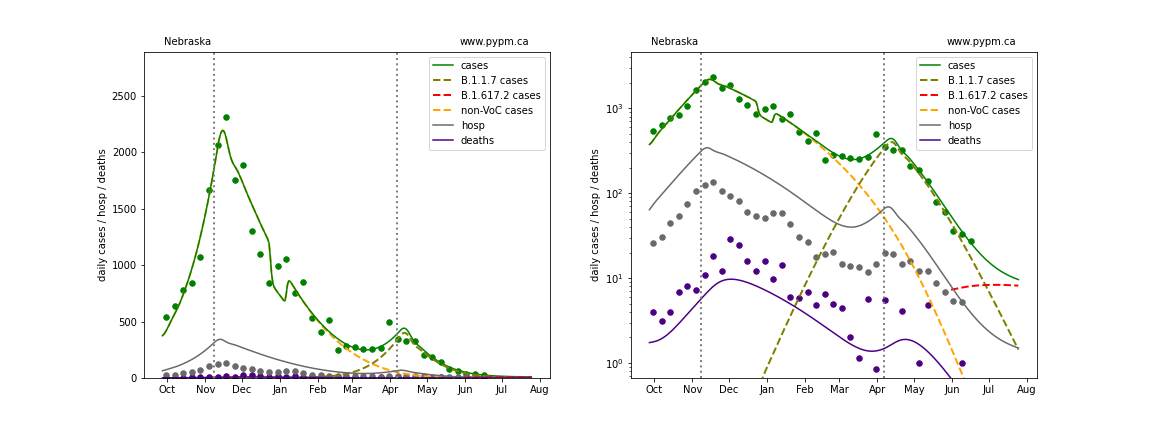 Nebraska
www.pypm.ca
daily cases / hosp / deaths
2500
2000
1500
1000
500
0
cases
B.1.1.7 cases
B.1.617.2 cases
non-VoC cases
hosp
deaths
Oct Nov Dec Jan Feb Mar Apr May Jun Jul Aug
Nebraska
www.pypm.ca
daily cases / hosp / deaths
10³
10²
10¹
10⁰
cases
B.1.1.7 cases
B.1.617.2 cases
non-VoC cases
hosp
deaths
Oct Nov Dec Jan Feb Mar Apr May Jun Jul Aug